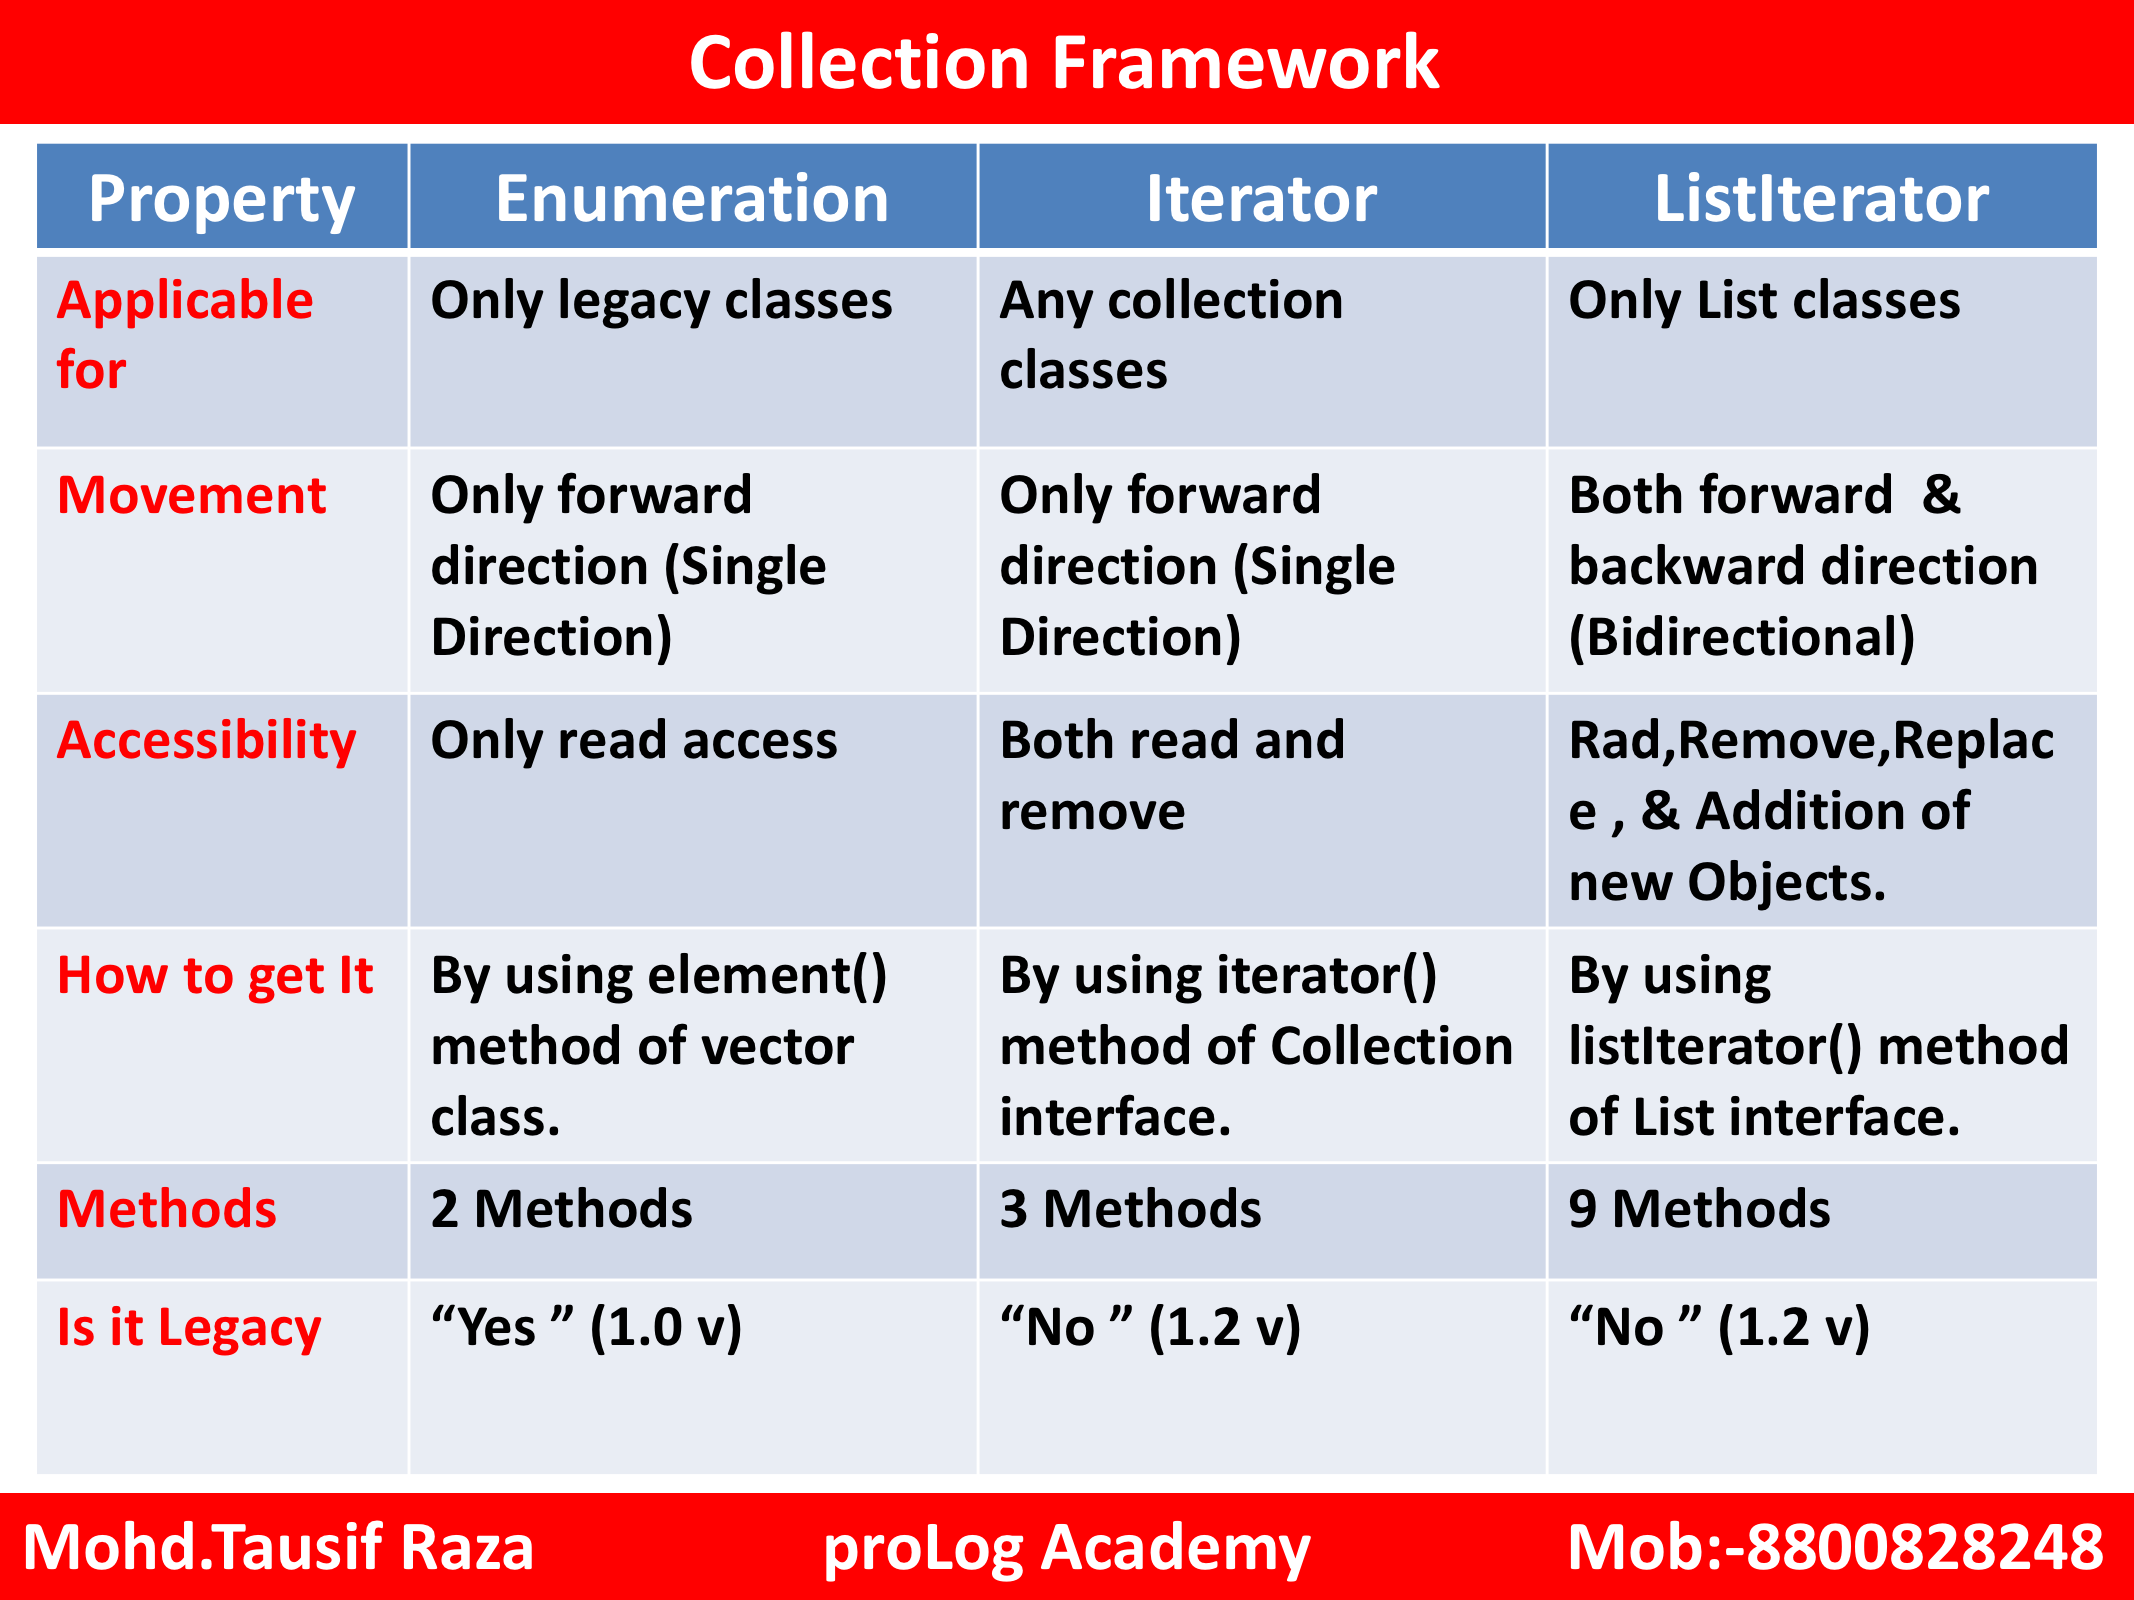 Collection Framework
Property Enumeration Iterator ListIterator
Applicable
for
Only legacy classes
Any collection
classes
Only List classes
Movement
Only forward
direction (Single
Direction)
Only forward
direction (Single
Direction)
Both forward  &
backward direction
(Bidirectional)
Accessibility
Only read access
Both read and
remove
Rad,Remove,Replac
e , & Addition of
new Objects.
How to get It
By using element()
method of vector
class.
By using iterator()
method of Collection
interface.
By using
listIterator() method
of List interface.
Methods
2 Methods
3 Methods
9 Methods
Is it Legacy
“Yes ” (1.0 v)
“No ” (1.2 v)
“No ” (1.2 v)
Mohd.Tausif Raza proLog Academy Mob:-8800828248